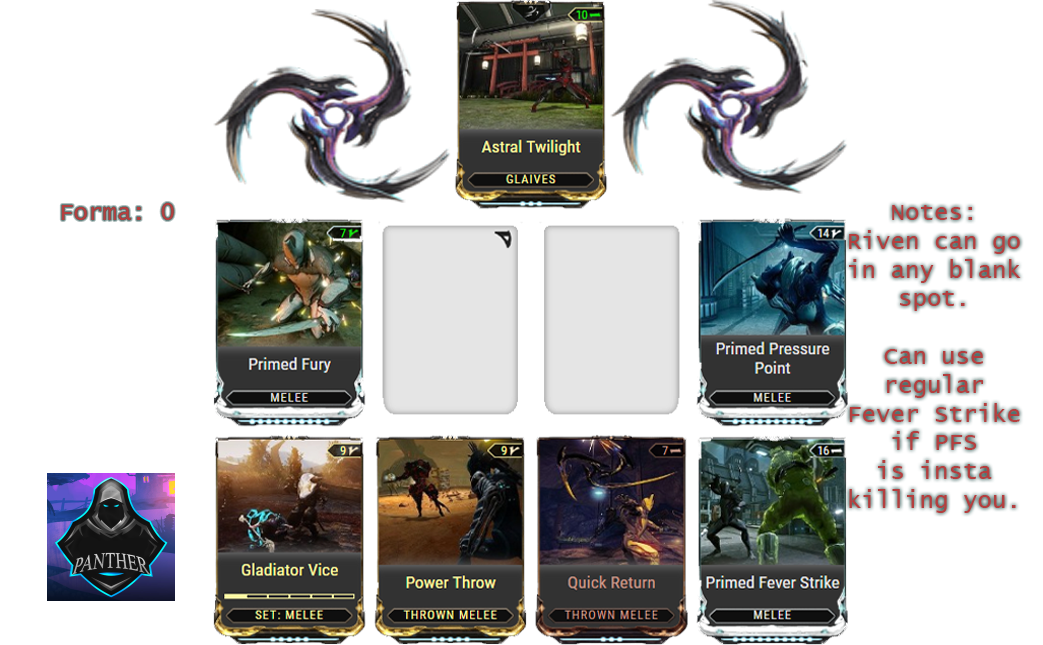 10
Astral Twilight
GLAIVES
Forma: 0
Notes:
Riven can go
in any blank
spot.
Can use
regular
Fever Strike
if PFS
is insta
killing you.
7
Primed Fury
MELEE
14
Primed Pressure
Point
MELEE
9
Gladiator Vice
SET: MELEE
9
Power Throw
THROWN MELEE
7
Quick Return
THROWN MELEE
16
Primed Fever Strike
MELEE
PANTHER